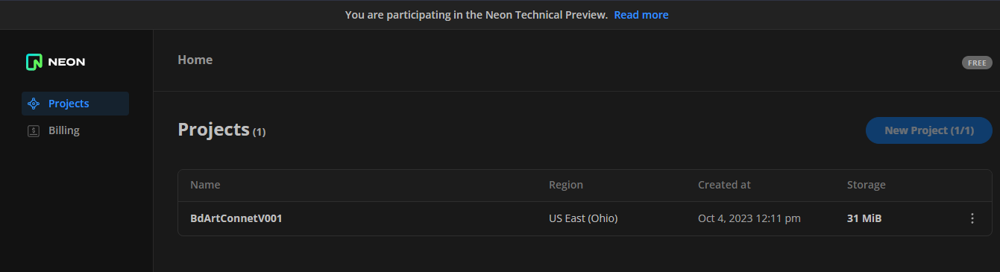 You are participating in the Neon Technical Preview. Read more
NEON
Home
FREE
Projects
Billing
Projects (1)
New Project (1/1)
Name Region Created at Storage
BdArtConnetV001 US East (Ohio) Oct 4, 2023 12:11 pm 31 MiB